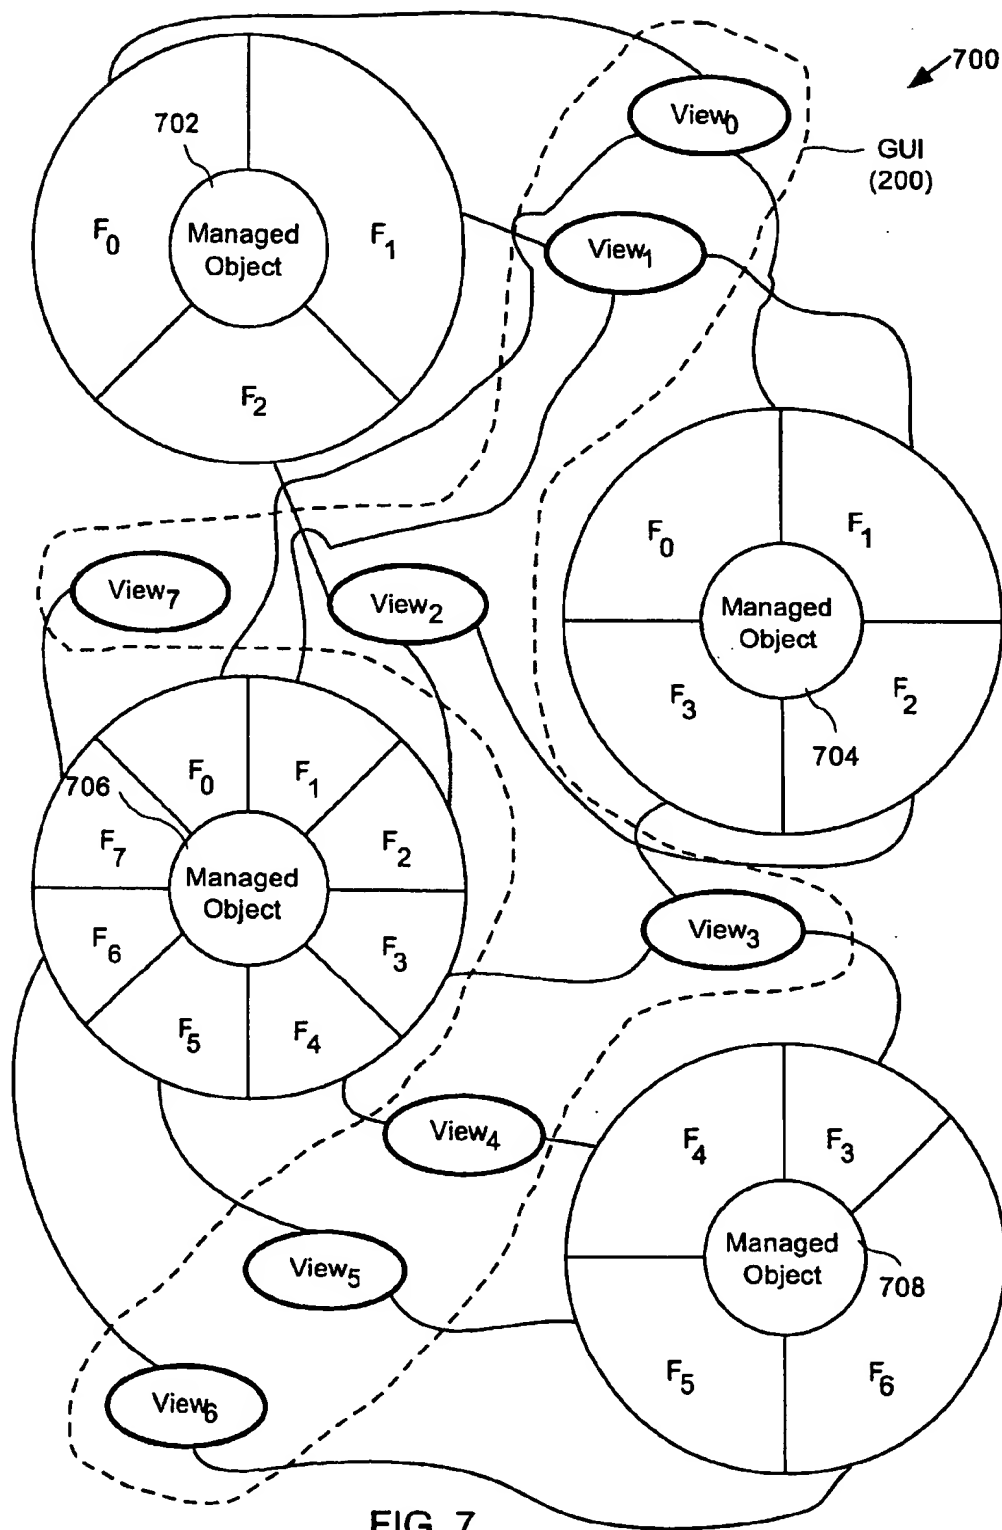 700
View0
GUI
(200)
702
F0
Managed
Object
F1
View1
F2
F0
F1
View7
View2
Managed
Object
F3
F2
704
F0
F1
706
F7
F2
Managed
Object
View3
F6
F3
F5
F4
View4
F4
F3
Managed
Object
708
View5
F5
F6
View6
FIG. 7